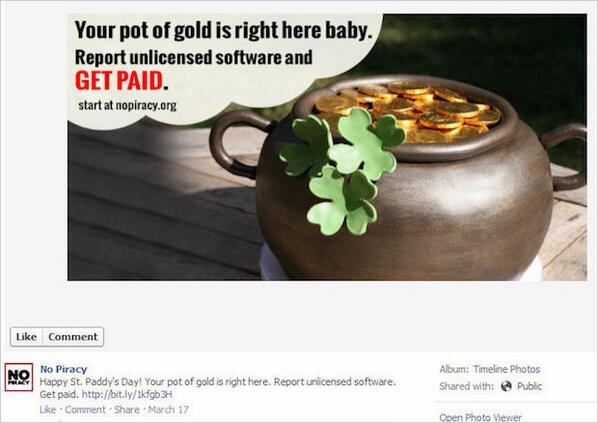 Your pot of gold is right here baby.
Report unlicensed software and
GET PAID.
start at nopiracy.org
Like Comment
NO
PIRACY
No Piracy
Happy St. Paddy's Day! Your pot of gold is right here. Report unlicensed software.
Get paid. http://bit.ly/1kfgb3H
Like · Comment · Share · March 17
Album: Timeline Photos
Shared with: Public
Open Photo Viewer